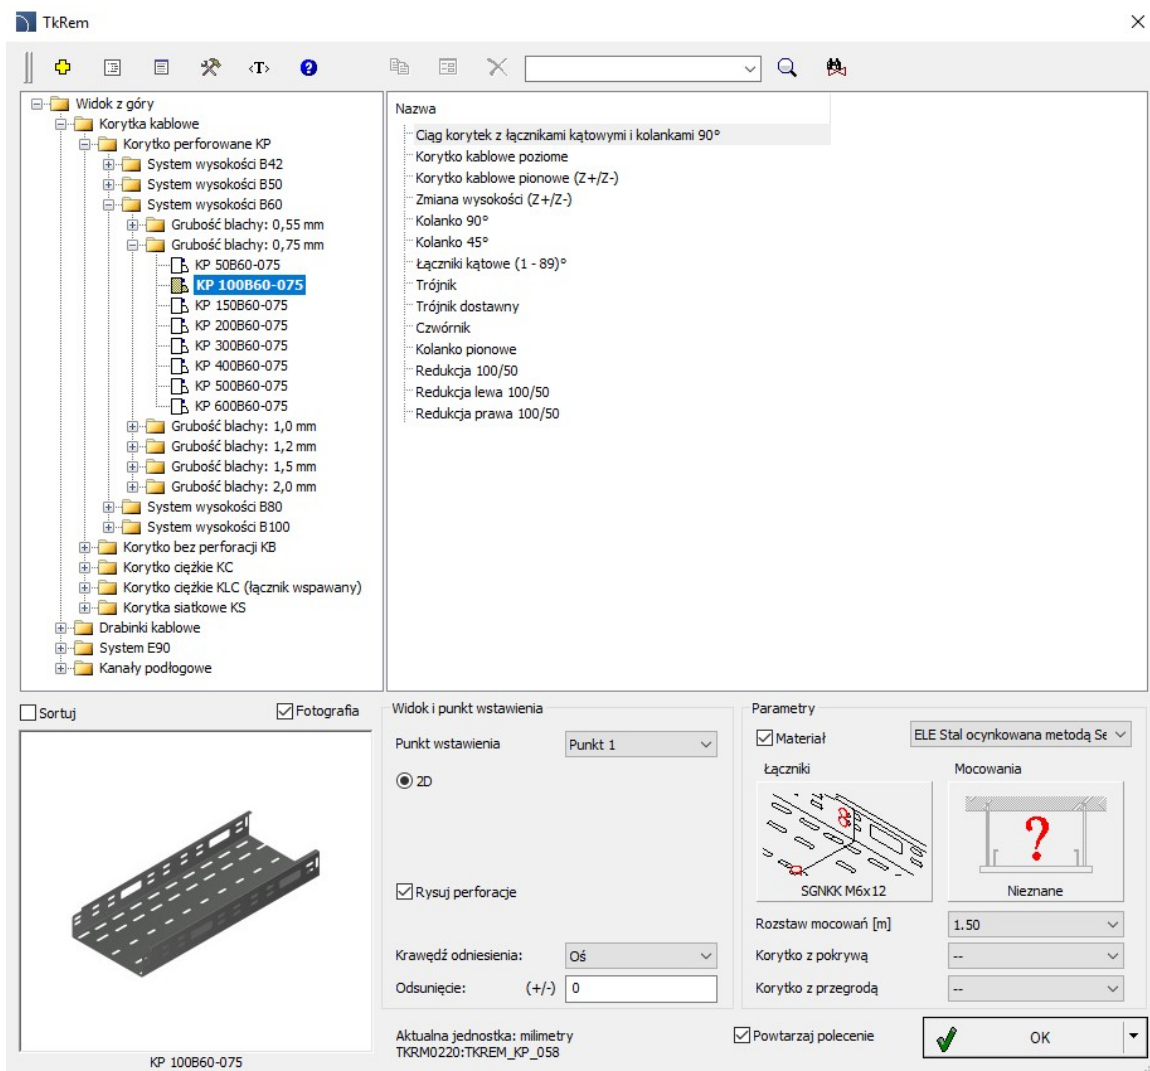 TkRem
<T>
?
Widok z góry
Korytka kablowe
Korytko perforowane KP
System wysokości B42
System wysokości B50
System wysokości B60
Grubość blachy: 0,55 mm
Grubość blachy: 0,75 mm
KP 50B60-075
KP 100B60-075
KP 150B60-075
KP 200B60-075
KP 300B60-075
KP 400B60-075
KP 500B60-075
KP 600B60-075
Grubość blachy: 1,0 mm
Grubość blachy: 1,2 mm
Grubość blachy: 1,5 mm
Grubość blachy: 2,0 mm
System wysokości B80
System wysokości B100
Korytko bez perforacji KB
Korytko ciężkie KC
Korytko ciężkie KLC (łącznik wspawany)
Korytka siatkowe KS
Drabinki kablowe
System E90
Kanały podłogowe
Nazwa
Ciąg korytek z łącznikami kątowymi i kolankami 90°
Korytko kablowe poziome
Korytko kablowe pionowe (Z+/Z-)
Zmiana wysokości (Z+/Z-)
Kolanko 90°
Kolanko 45°
Łączniki kątowe (1 - 89)°
Trójnik
Trójnik dostawny
Czwórnik
Kolanko pionowe
Redukcja 100/50
Redukcja lewa 100/50
Redukcja prawa 100/50
Sortuj
Fotografia
KP 100B60-075
Widok i punkt wstawienia
Punkt wstawienia
Punkt 1
2D
Rysuj perforacje
Krawędź odniesienia:
Oś
Odsunięcie: (+/-)
0
Aktualna jednostka: milimetry
TKRM0220:TKREM_KP_058
Parametry
Materiał
ELE Stal ocynkowana metodą Se
Łączniki
Mocowania
SGNKK M6x12
?
Nieznane
Rozstaw mocowań [m]
1.50
Korytko z pokrywą
--
Korytko z przegrodą
--
Powtarzaj polecenie
OK